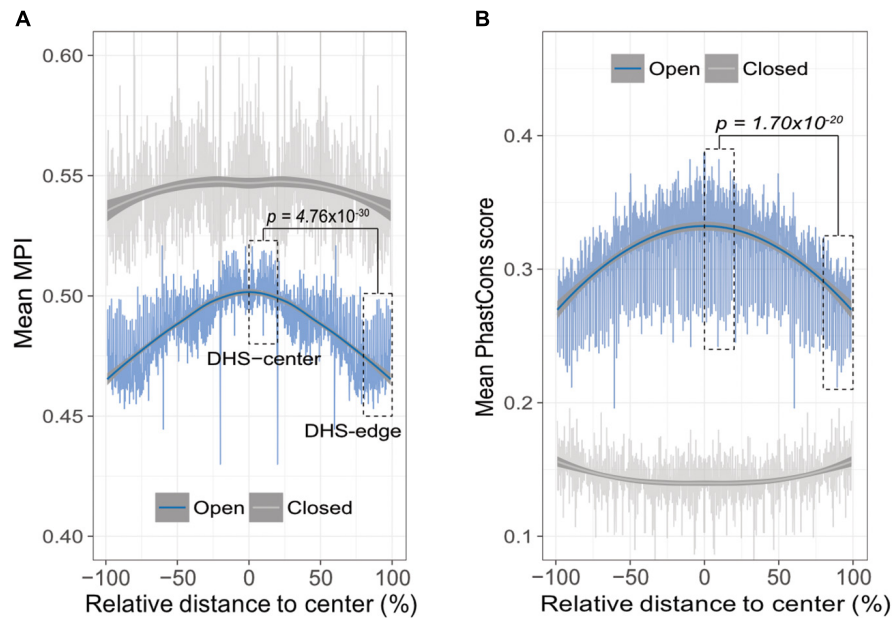 A
0.60
0.55
0.50
0.45
0.40
Mean MPI
p = 4.76x10⁻³⁰
DHS−center
DHS-edge
Open Closed
−100 −50 0 50 100
Relative distance to center (%)
B
Open Closed
p = 1.70x10⁻²⁰
0.4
0.3
0.2
0.1
Mean PhastCons score
−100 −50 0 50 100
Relative distance to center (%)